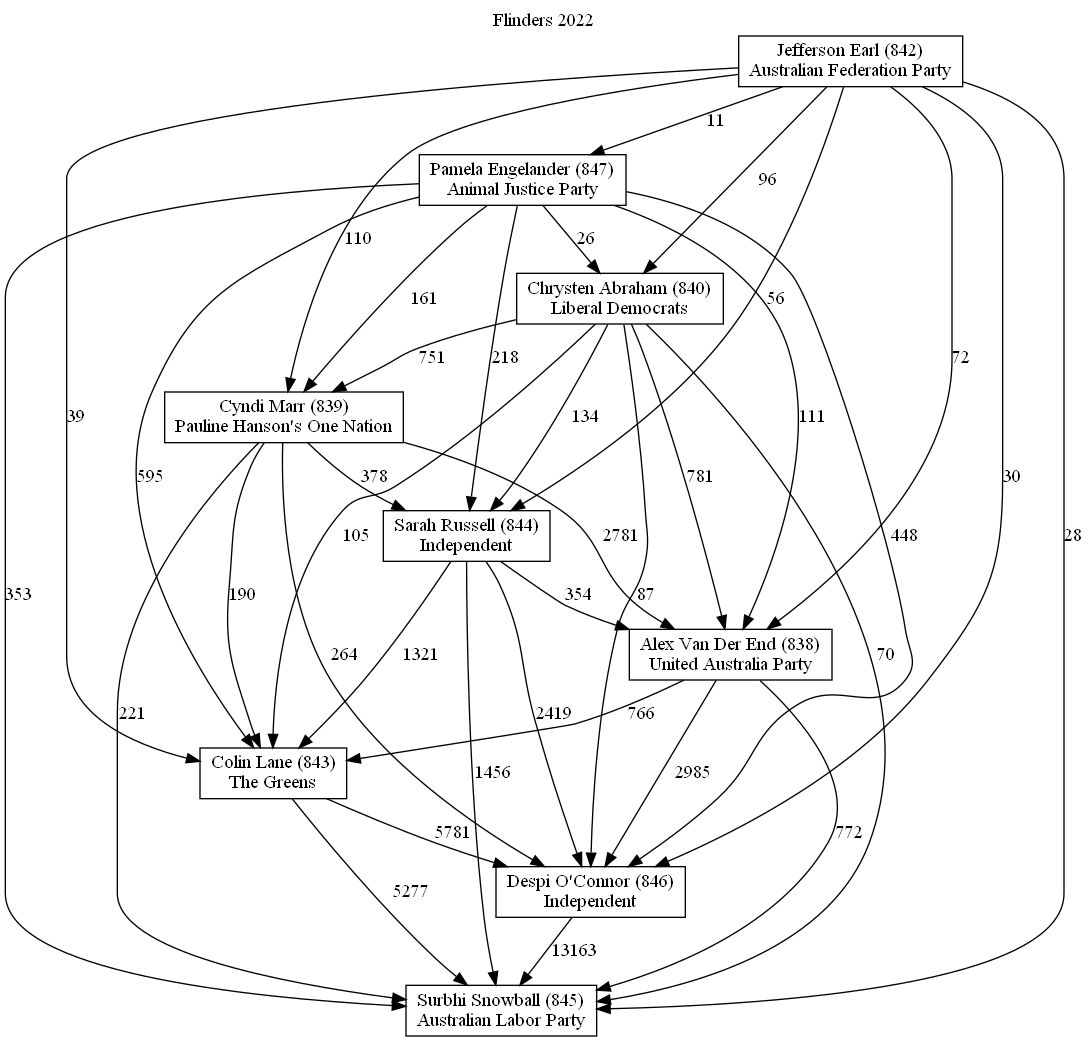 Flinders 2022
Jefferson Earl (842)
Australian Federation Party
11
Pamela Engelander (847)
Animal Justice Party
96
110
26
Chrysten Abraham (840)
Liberal Democrats
161
56
218
751
72
Cyndi Marr (839)
Pauline Hanson's One Nation
39
134
111
595
378
781
30
Sarah Russell (844)
Independent
105
2781
448
28
353
190
354
87
Alex Van Der End (838)
United Australia Party
264
1321
70
221
2419
766
Colin Lane (843)
The Greens
1456
2985
5781
772
Despi O'Connor (846)
Independent
5277
13163
Surbhi Snowball (845)
Australian Labor Party